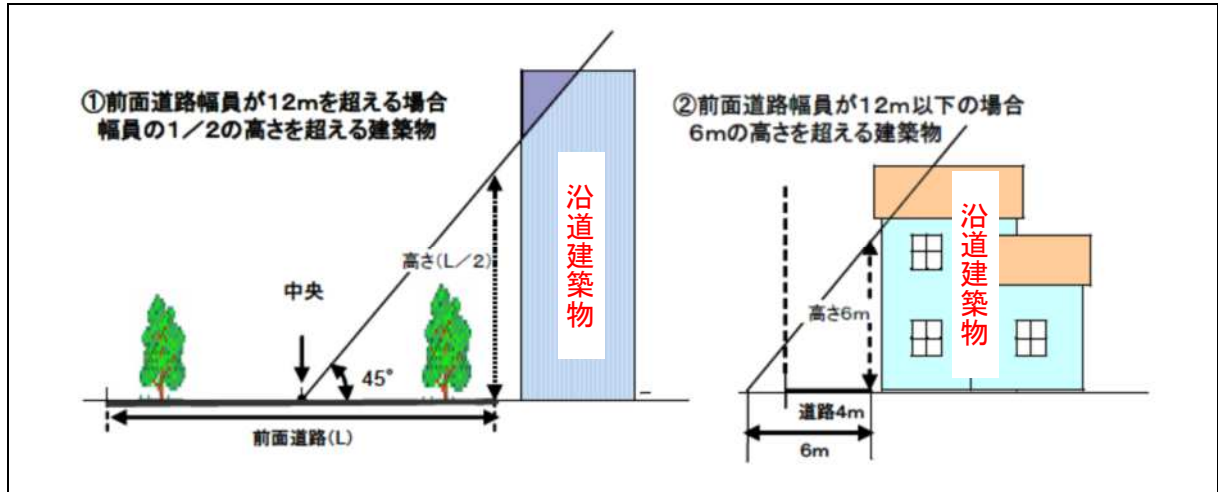 ①前面道路幅員が12mを超える場合
幅員の1/2の高さを超える建築物
沿道建築物
高さ(L/2)
中央
45°
前面道路(L)
②前面道路幅員が12m以下の場合
6mの高さを超える建築物
沿道建築物
高さ6m
道路4m
6m